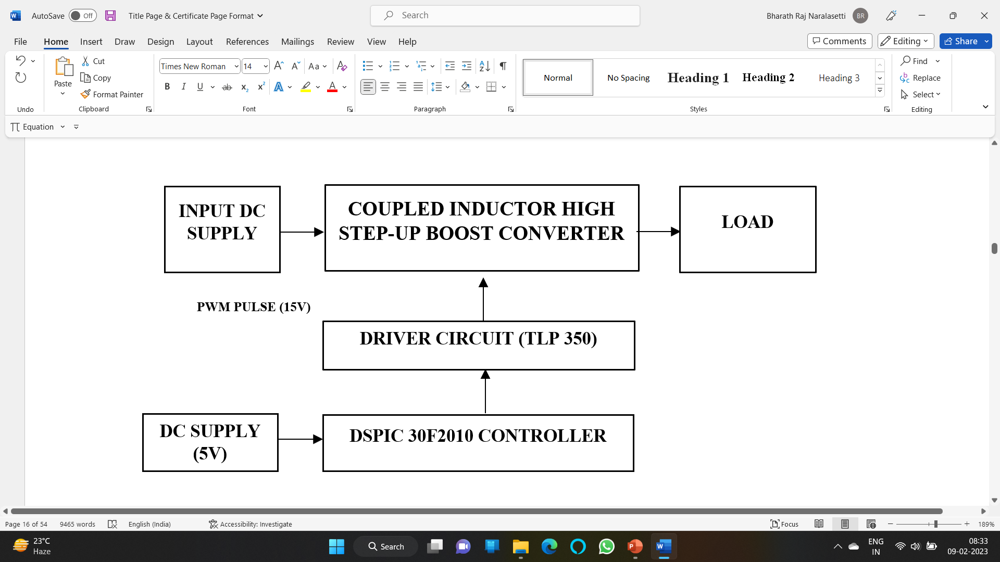 AutoSave Off Title Page & Certificate Page Format Search Bharath Raj Naralasetti BR
File Home Insert Draw Design Layout References Mailings Review View Help Comments Editing Share
Cut
Copy
Paste
Format Painter
Times New Roman 14
Normal No Spacing Heading 1 Heading 2 Heading 3
Find
Replace
Select
Undo Clipboard Font Paragraph Styles Editing
Equation
INPUT DC
SUPPLY
COUPLED INDUCTOR HIGH
STEP-UP BOOST CONVERTER
LOAD
PWM PULSE (15V)
DRIVER CIRCUIT (TLP 350)
DC SUPPLY
(5V)
DSPIC 30F2010 CONTROLLER
Page 16 of 54 9465 words English (India) Accessibility: Investigate Focus 189%
23°C
Haze
Search
ENG
IN
08:33
09-02-2023